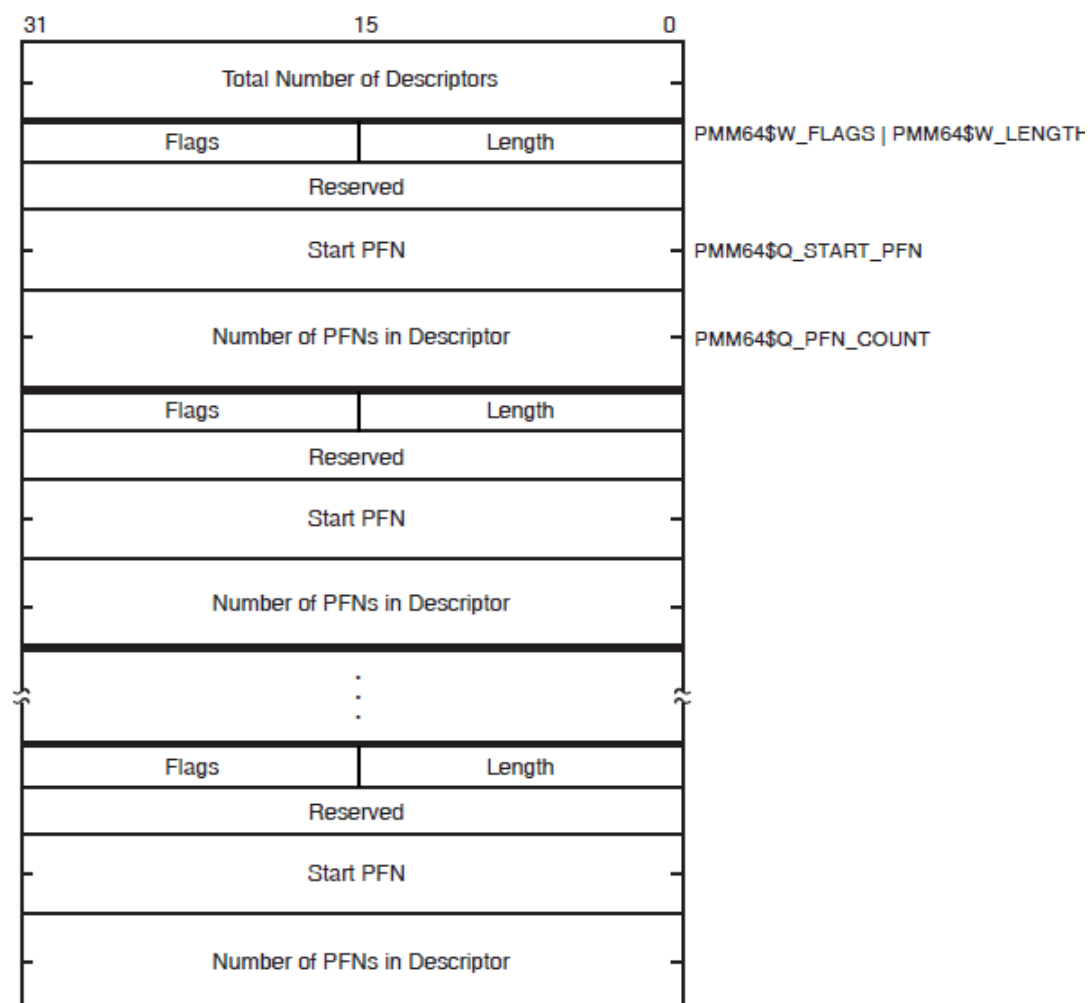 31 15 0
Total Number of Descriptors
Flags Length PMM64$W_FLAGS | PMM64$W_LENGTH
Reserved
Start PFN PMM64$Q_START_PFN
Number of PFNs in Descriptor PMM64$Q_PFN_COUNT
Flags Length
Reserved
Start PFN
Number of PFNs in Descriptor
Flags Length
Reserved
Start PFN
Number of PFNs in Descriptor